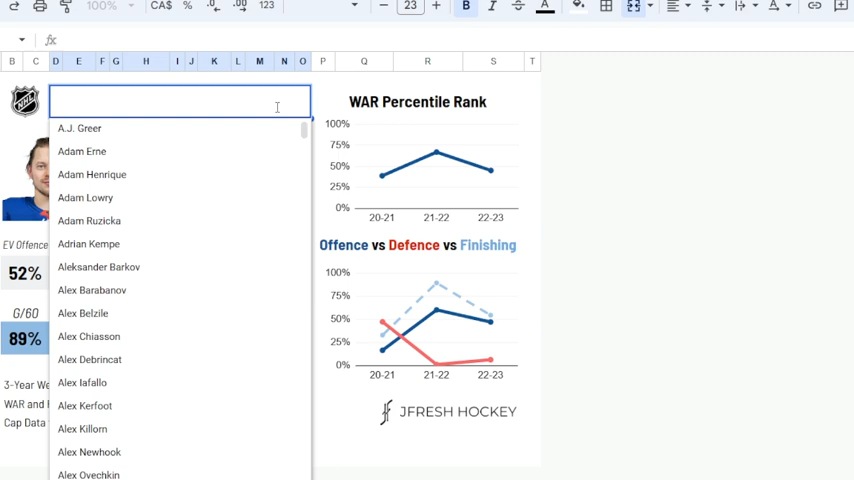 100%
CA$ % .0 .00 123
23
B I S A
fx
B C D E F G H I J K L M N O P Q R S T
NHL
A.J. Greer
Adam Erne
Adam Henrique
Adam Lowry
Adam Ruzicka
Adrian Kempe
Aleksander Barkov
Alex Barabanov
Alex Belzile
Alex Chiasson
Alex Debrincat
Alex Iafallo
Alex Kerfoot
Alex Killorn
Alex Newhook
Alex Ovechkin
EV Offence
52%
G/60
89%
3-Year We
WAR and
Cap Data
WAR Percentile Rank
100%
75%
50%
25%
0%
20-21 21-22 22-23
Offence vs Defence vs Finishing
100%
75%
50%
25%
0%
20-21 21-22 22-23
JFRESH HOCKEY